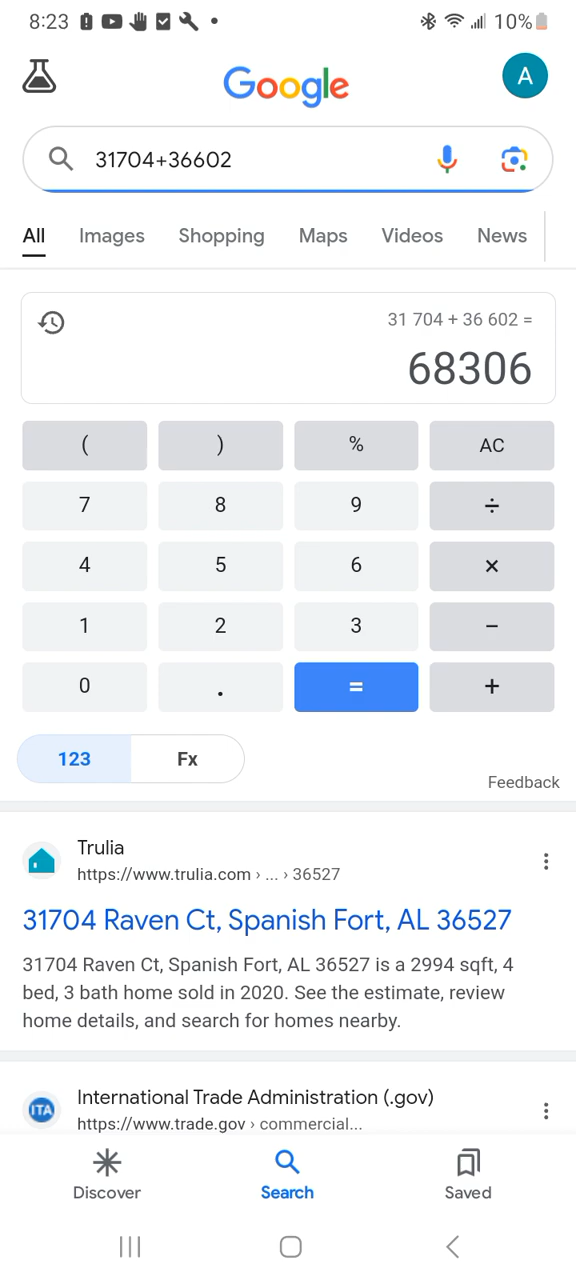 8:23 10%
A
Google
31704+36602
All Images Shopping Maps Videos News
31 704 + 36 602 =
68306
( ) % AC
7 8 9 ÷
4 5 6 ×
1 2 3 −
0 . = +
123 Fx
Feedback
Trulia
https://www.trulia.com › ... › 36527
31704 Raven Ct, Spanish Fort, AL 36527
31704 Raven Ct, Spanish Fort, AL 36527 is a 2994 sqft, 4
bed, 3 bath home sold in 2020. See the estimate, review
home details, and search for homes nearby.
ITA
International Trade Administration (.gov)
https://www.trade.gov › commercial...
Discover Search Saved